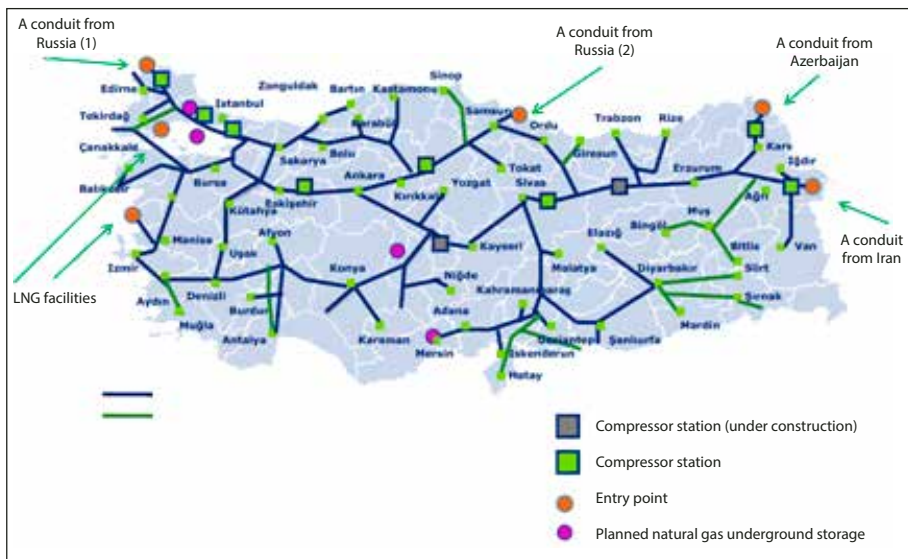 A conduit from
Russia (1)
A conduit from
Russia (2)
A conduit from
Azerbaijan
Zonguldak
Bartın
Kastamonu
Sinop
Edirne
İstanbul
Karabük
Samsun
Ordu
Trabzon
Rize
Tekirdağ
Giresun
Kars
Çanakkale
Sakarya
Bolu
Tokat
Iğdır
Balıkesir
Bursa
Ankara
Kırıkkale
Yozgat
Sivas
Erzurum
Ağrı
Eskişehir
Kütahya
Muş
Bingöl
Manisa
Uşak
Afyon
Kayseri
Elazığ
Bitlis
Van
A conduit
from Iran
İzmir
Konya
Niğde
Malatya
Diyarbakır
Siirt
LNG facilities
Aydın
Denizli
Kahramanmaraş
Şırnak
Burdur
Adana
Mardin
Muğla
Antalya
Karaman
Mersin
İskenderun
Gaziantep
Şanlıurfa
Hatay
Compressor station (under construction)
Compressor station
Entry point
Planned natural gas underground storage